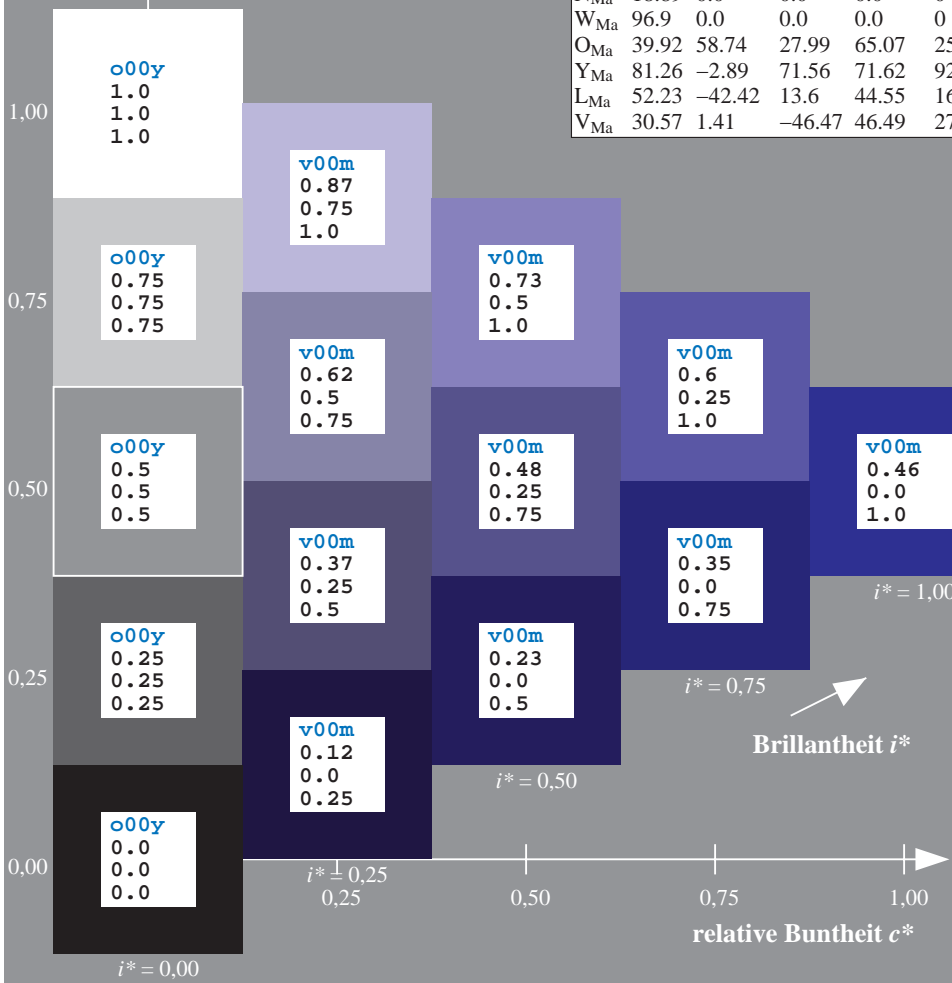 W_Ma 96.9 0.0 0.0 0.0 0
O_Ma 39.92 58.74 27.99 65.07
Y_Ma 81.26 −2.89 71.56 71.62
L_Ma 52.23 −42.42 13.6 44.55
V_Ma 30.57 1.41 −46.47 46.49
o00y
1.0
1.0
1.0
1,00
v00m
0.87
0.75
1.0
o00y
0.75
0.75
0.75
v00m
0.73
0.5
1.0
0,75
v00m
0.62
0.5
0.75
v00m
0.6
0.25
1.0
o00y
0.5
0.5
0.5
v00m
0.48
0.25
0.75
v00m
0.46
0.0
1.0
0,50
v00m
0.37
0.25
0.5
v00m
0.35
0.0
0.75
i* = 1,00
o00y
0.25
0.25
0.25
v00m
0.23
0.0
0.5
0,25
i* = 0,75
v00m
0.12
0.0
0.25
Brillantheit i*
i* = 0,50
o00y
0.0
0.0
0.0
0,00
i* = 0,25
0,25 0,50 0,75 1,00
relative Buntheit c*
i* = 0,00